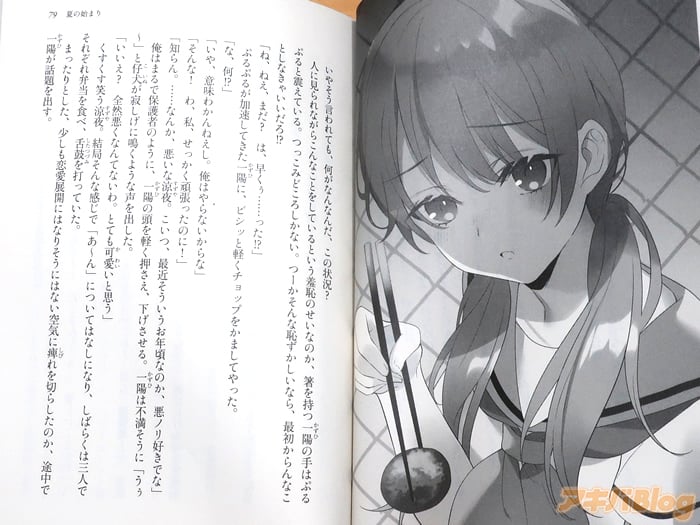 79　夏の始まり
いやそう言われても、何がなんなんだ、この状況？
人に見られながらこんなことをしているという羞恥のせいなのか、箸を持つ一陽の手はぷる
ぷると震えている。つっこみどころしかない。つーかそんな恥ずかしいなら、最初からんなこ
としなきゃいいだろ!?
「ね、ねぇ、まだ？　は、早くぅ……った!?」
ぷるぷるが加速してきた一陽に、ビシッと軽くチョップをかましてやった。
「な、何!?」
「いや、意味わかんねえし。俺はやらないからな」
「そんな！　わ、私、せっかく頑張ったのに！」
「知らん。……なんか、悪いな涼夜。こいつ、最近そういうお年頃なのか、悪ノリ好きでな」
俺はまるで保護者のように、一陽の頭を軽く押さえ、下げさせる。一陽は不満そうに「うぅ
～」と仔犬が寂しげに鳴くような声を出した。
「いいえ？　全然悪くなんてないわ。とても可愛いと思う」
くすくす笑う涼夜。結局そんな感じで「あ～ん」についてはなしになり、しばらくは三人で
それぞれ弁当を食べ、舌鼓を打っていた。
まったりとした、少しも恋愛展開にはなりそうにはない空気に痺れを切らしたのか、途中で
一陽が話題を出す。
アキバBlog